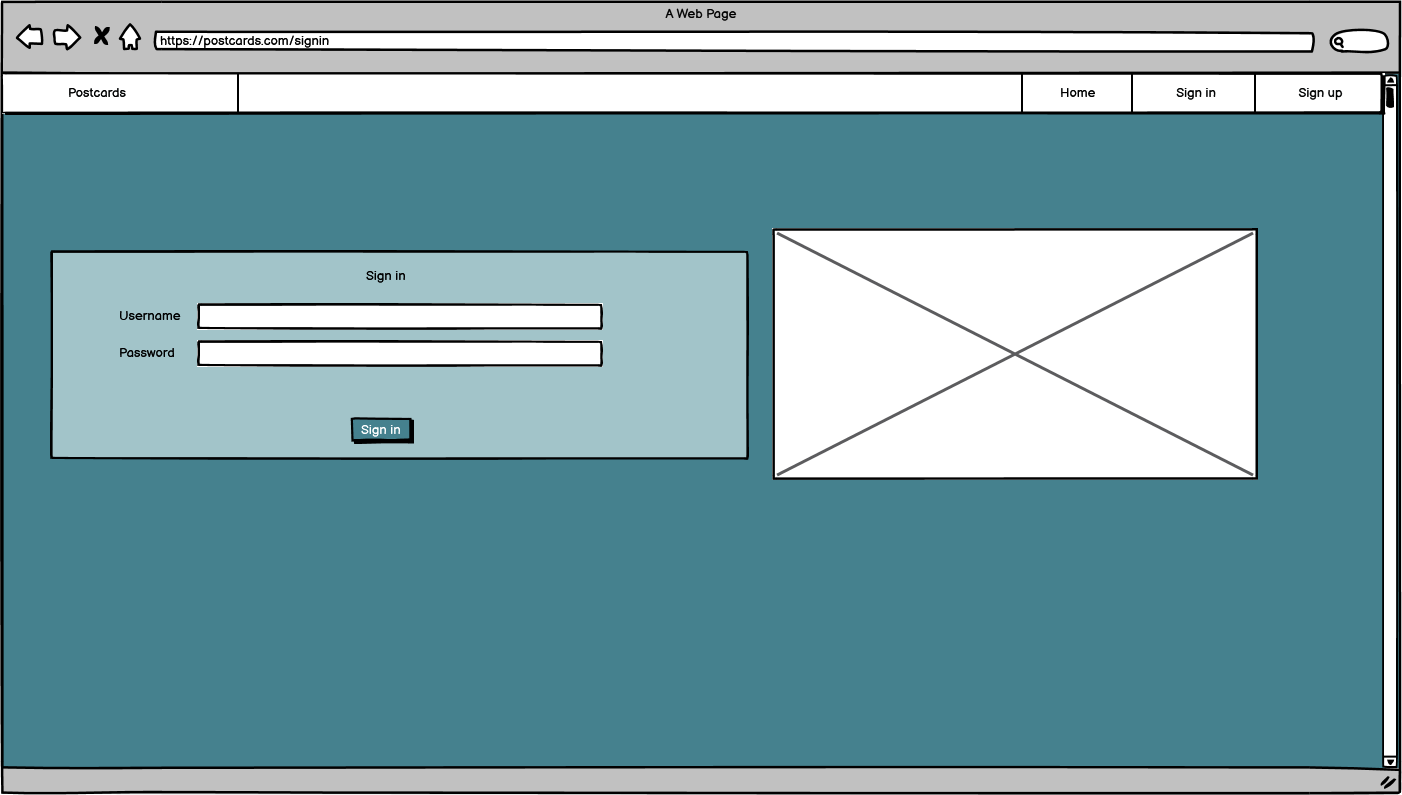 A Web Page
https://postcards.com/signin
Postcards
Home
Sign in
Sign up
Sign in
Username
Password
Sign in